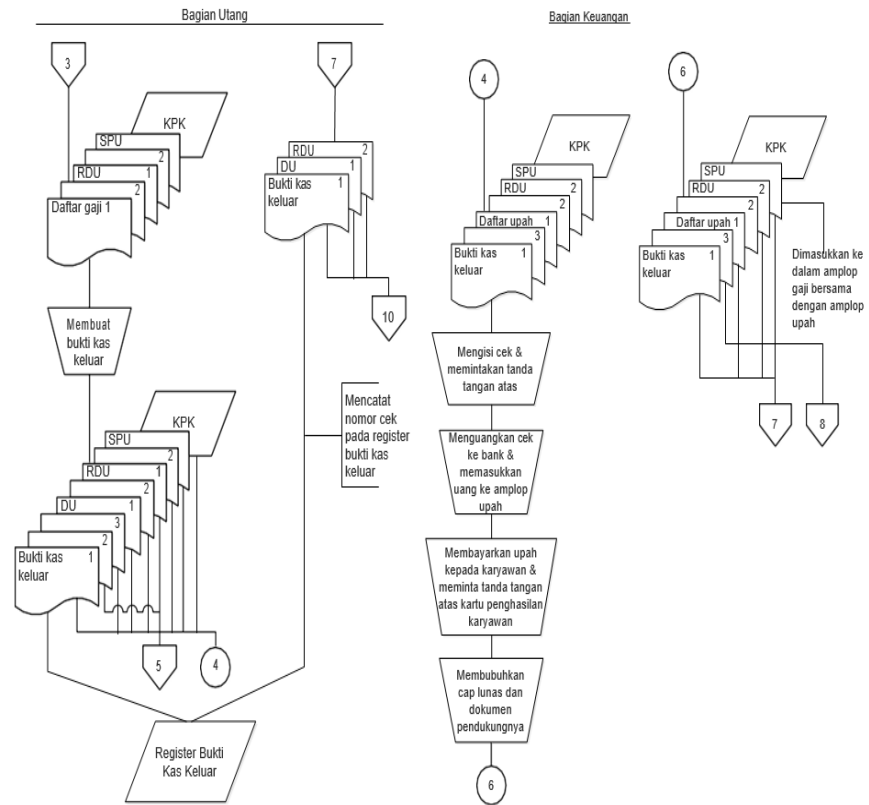 Bagian Utang
3
KPK
SPU
2
RDU 1
2
Daftar gaji 1
Membuat
bukti kas
keluar
KPK
SPU
2
RDU 1
2
DU 1
3
2
Bukti kas 1
keluar
5
4
Register Bukti
Kas Keluar
7
RDU 2
DU 1
Bukti kas 1
keluar
10
Mencatat
nomor cek
pada register
bukti kas
keluar
Bagian Keuangan
4
KPK
SPU
RDU 2
2
Daftar upah 1
3
Bukti kas 1
keluar
Mengisi cek &
memintakan tanda
tangan atas
Menguangkan cek
ke bank &
memasukkan
uang ke amplop
upah
Membayarkan upah
kepada karyawan &
meminta tanda tangan
atas kartu penghasilan
karyawan
Membubuhkan
cap lunas dan
dokumen
pendukungnya
6
6
KPK
SPU
RDU 2
2
Daftar upah 1
3
Bukti kas 1
keluar
Dimasukkan ke
dalam amplop
gaji bersama
dengan amplop
upah
7
8